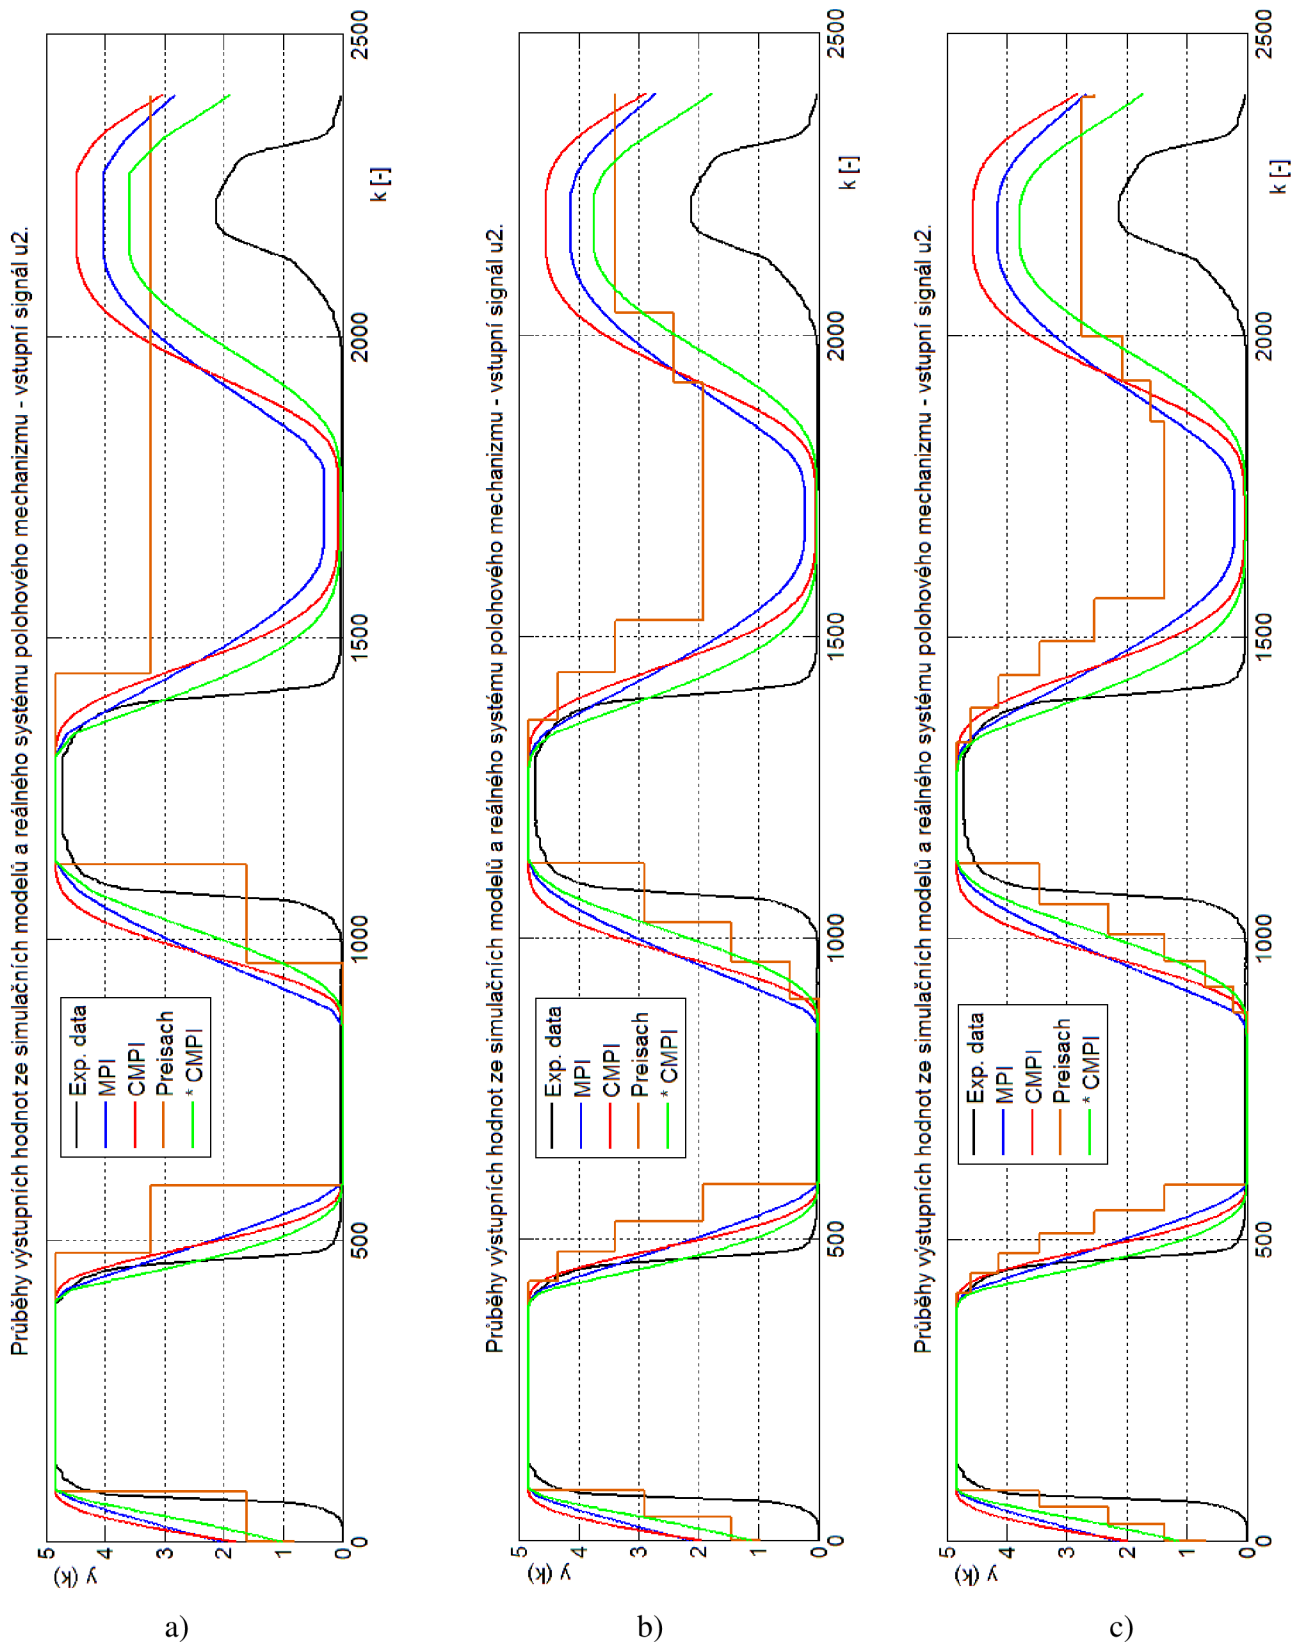 Průběhy výstupních hodnot ze simulačních modelů a reálného systému polohového mechanizmu - vstupní signál u2.
y (k)
5
4
3
2
1
0
0
500
1000
1500
2000
2500
k [-]
Exp. data
MPI
CMPI
Preisach
* CMPI
a)
Průběhy výstupních hodnot ze simulačních modelů a reálného systému polohového mechanizmu - vstupní signál u2.
y (k)
5
4
3
2
1
0
0
500
1000
1500
2000
2500
k [-]
Exp. data
MPI
CMPI
Preisach
* CMPI
b)
Průběhy výstupních hodnot ze simulačních modelů a reálného systému polohového mechanizmu - vstupní signál u2.
y (k)
5
4
3
2
1
0
0
500
1000
1500
2000
2500
k [-]
Exp. data
MPI
CMPI
Preisach
* CMPI
c)